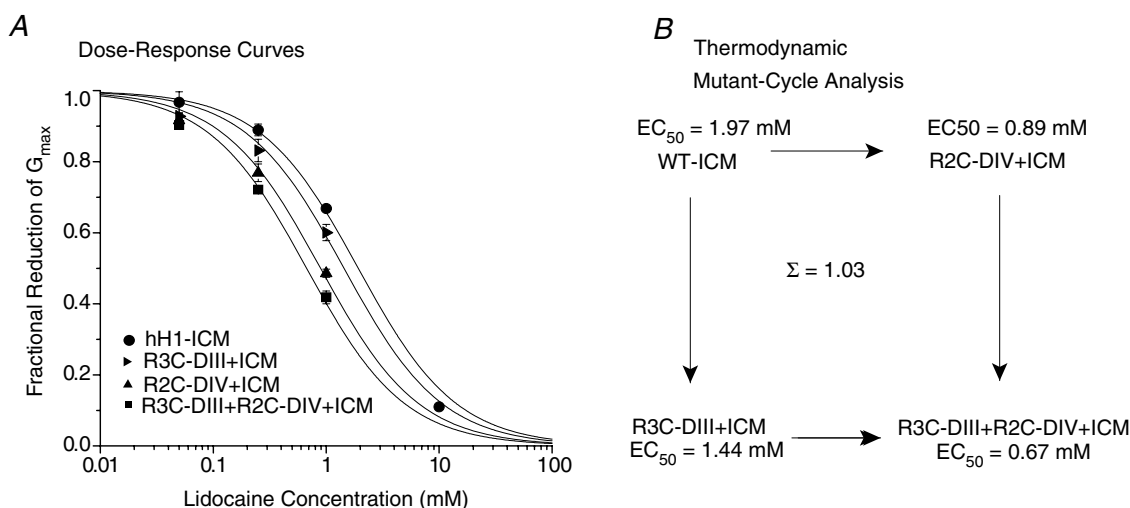 A
Dose-Response Curves
Fractional Reduction of Gmax
1.0
0.8
0.6
0.4
0.2
0.0
hH1-ICM
R3C-DIII+ICM
R2C-DIV+ICM
R3C-DIII+R2C-DIV+ICM
0.01 0.1 1 10 100
Lidocaine Concentration (mM)
B
Thermodynamic
Mutant-Cycle Analysis
EC50 = 1.97 mM
WT-ICM
EC50 = 0.89 mM
R2C-DIV+ICM
Σ = 1.03
R3C-DIII+ICM
EC50 = 1.44 mM
R3C-DIII+R2C-DIV+ICM
EC50 = 0.67 mM